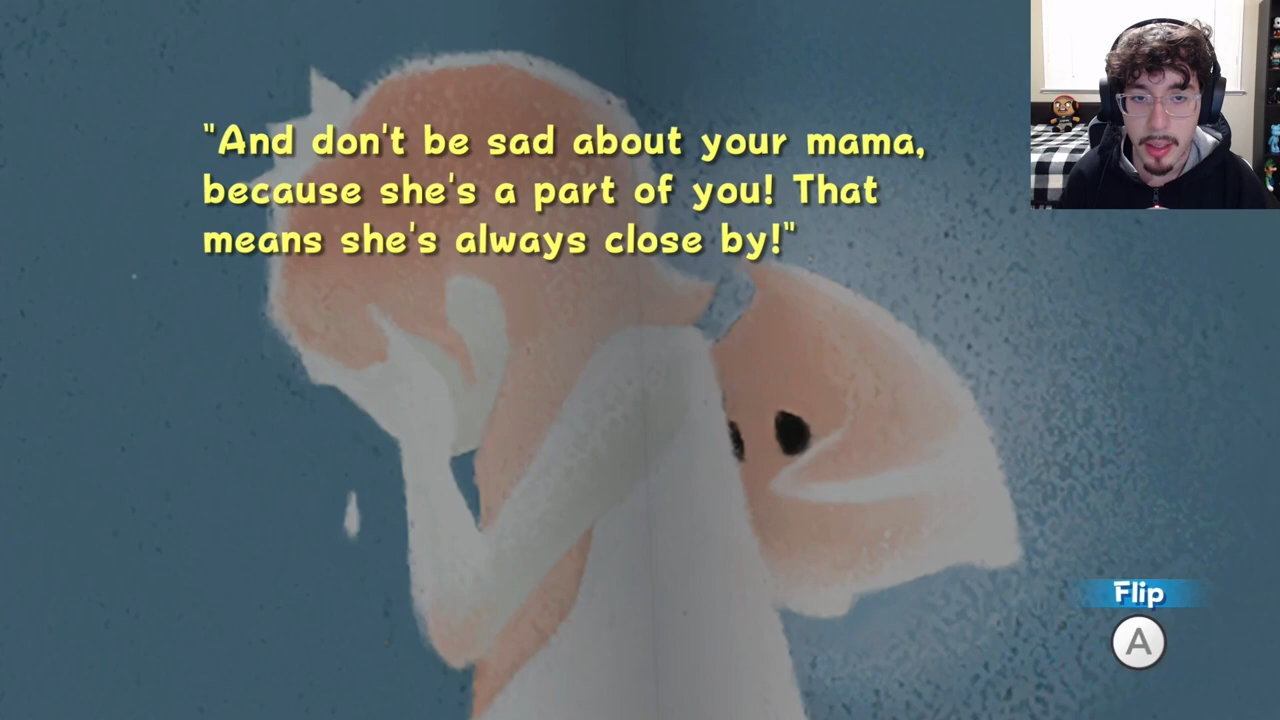 "And don't be sad about your mama,
because she's a part of you! That
means she's always close by!"
Flip
A